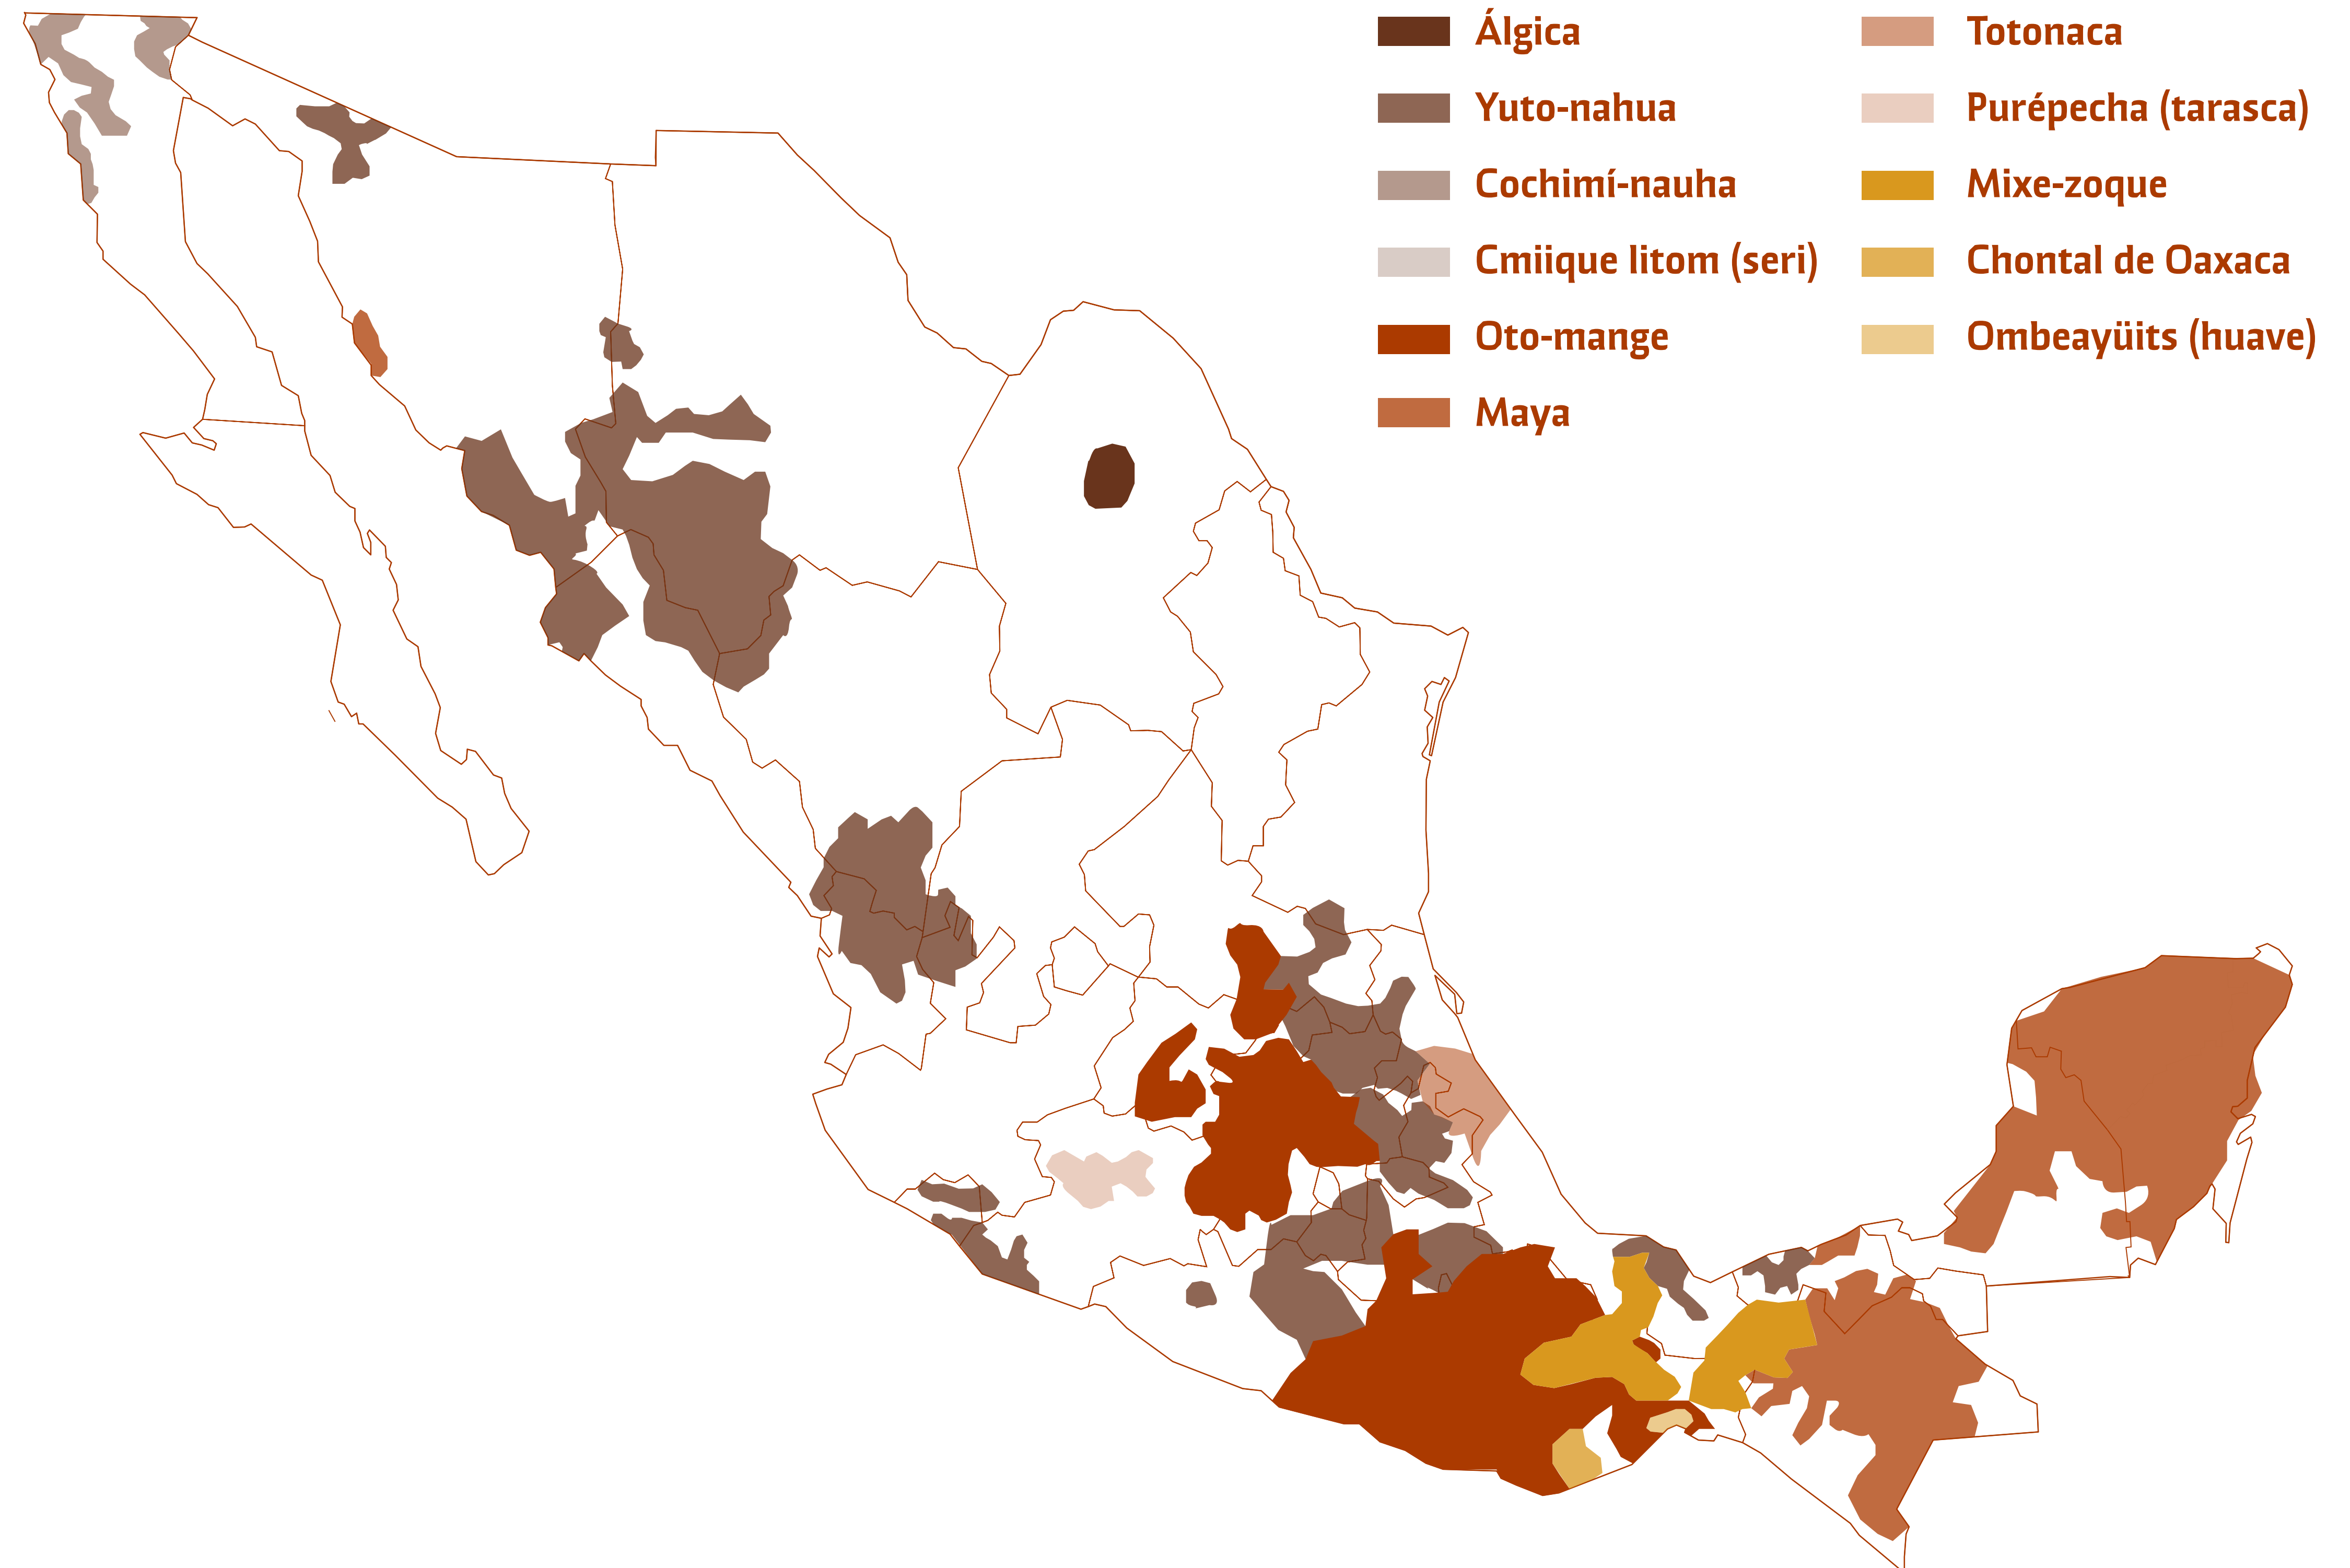 Álgica
Yuto-nahua
Cochimí-nauha
Cmiique litom (seri)
Oto-mange
Maya
Totonaca
Purépecha (tarasca)
Mixe-zoque
Chontal de Oaxaca
Ombeayüits (huave)